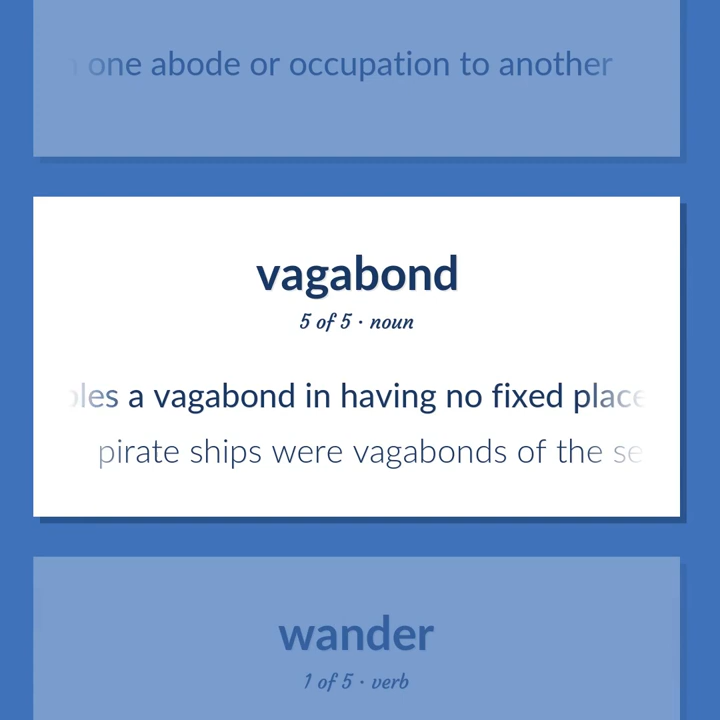 one abode or occupation to another
vagabond
5 of 5 · noun
a vagabond in having no fixed place
pirate ships were vagabonds of the
wander
1 of 5 · verb